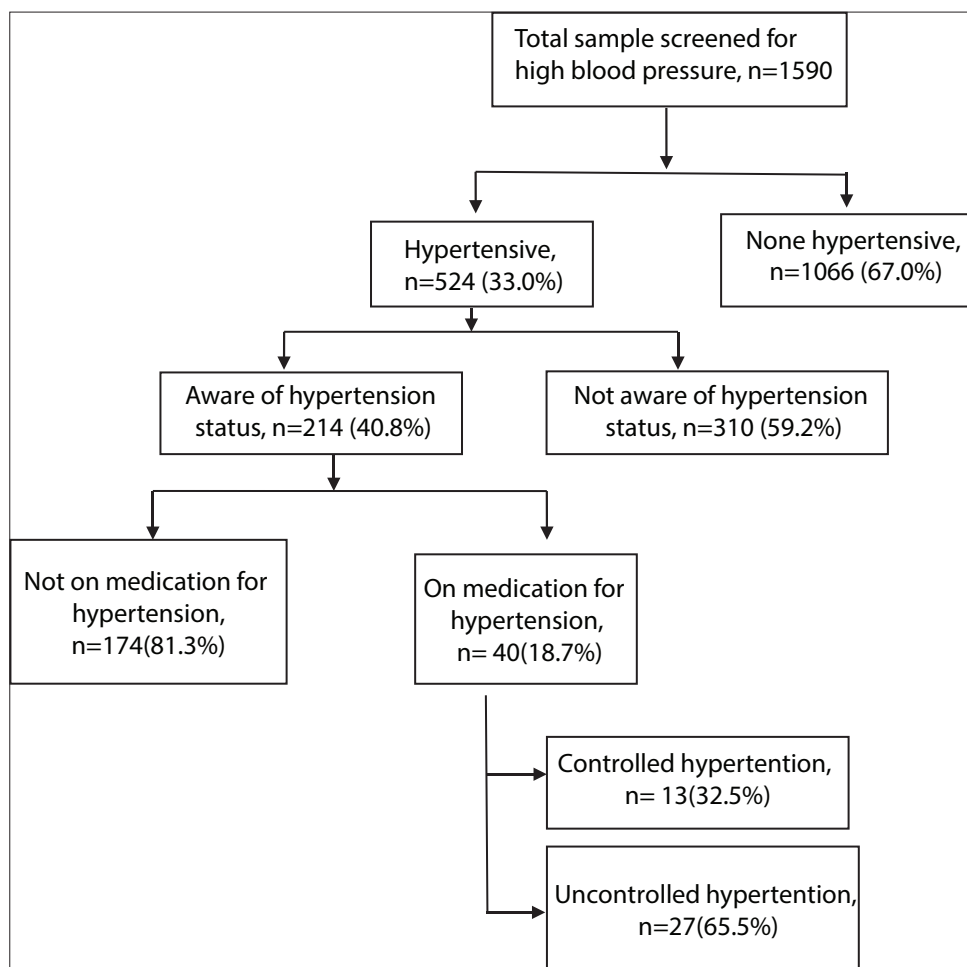 Total sample screened for
high blood pressure, n=1590
Hypertensive,
n=524 (33.0%)
None hypertensive,
n=1066 (67.0%)
Aware of hypertension
status, n=214 (40.8%)
Not aware of hypertension
status, n=310 (59.2%)
Not on medication for
hypertension,
n=174(81.3%)
On medication for
hypertension,
n= 40(18.7%)
Controlled hypertention,
n= 13(32.5%)
Uncontrolled hypertention,
n=27(65.5%)